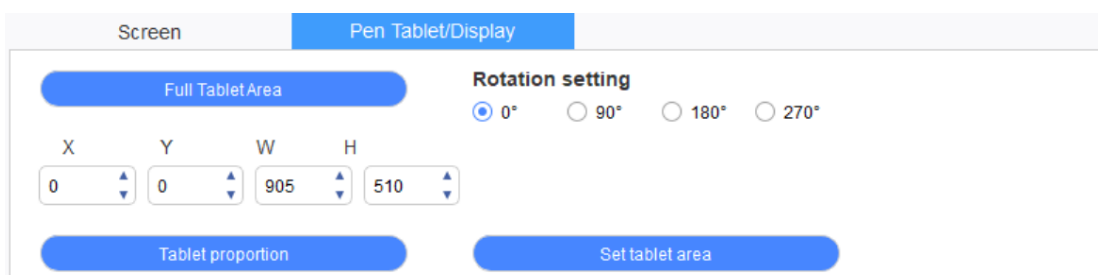 Screen Pen Tablet/Display
Full Tablet Area Rotation setting
0° 90° 180° 270°
X Y W H
0 0 905 510
Tablet proportion Set tablet area